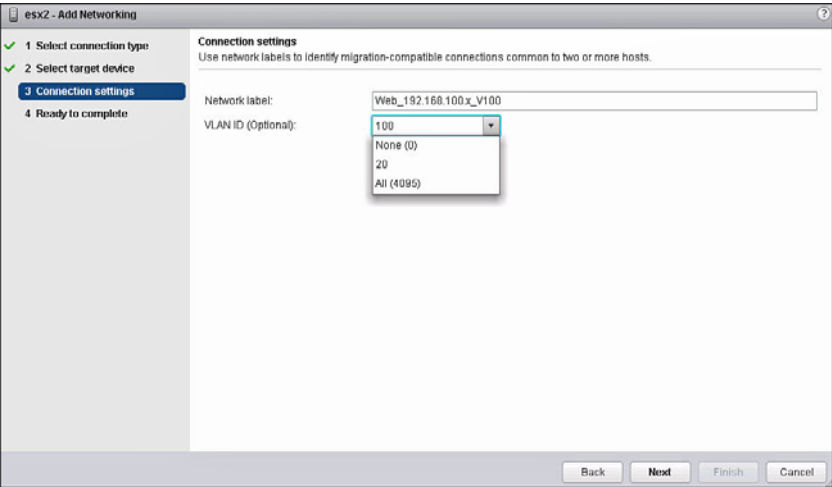 esx2 - Add Networking
?
1 Select connection type
2 Select target device
3 Connection settings
4 Ready to complete
Connection settings
Use network labels to identify migration-compatible connections common to two or more hosts.
Network label:
Web_192.168.100.x_V100
VLAN ID (Optional):
100
None (0)
20
All (4095)
Back
Next
Finish
Cancel